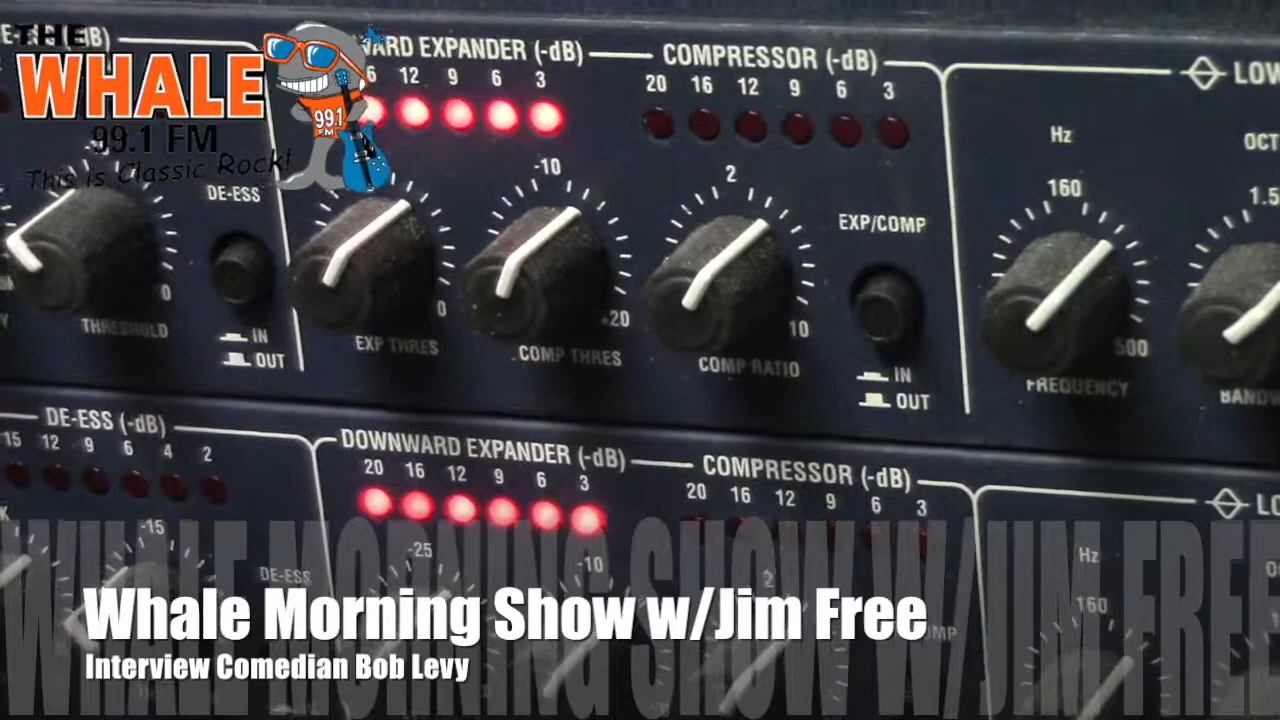 THE
WHALE
99.1 FM
This is Classic Rock!
99.1
FM
EXPANDER (-dB)
12 9 6 3
COMPRESSOR (-dB)
20 16 12 9 6 3
-10
2
Hz
160
1.5
DE-ESS
EXP/COMP
0
0
+20
10
500
THRESHOLD
IN
OUT
EXP THRES
COMP THRES
COMP RATIO
IN
OUT
FREQUENCY
DE-ESS (-dB)
15 12 9 6 4 2
DOWNWARD EXPANDER (-dB)
20 16 12 9 6 3
COMPRESSOR (-dB)
20 16 12 9 6 3
-15
-25
-10
2
Hz
160
DE-ESS
WHALE MORNING SHOW W/JIM FREE
Whale Morning Show w/Jim Free
Interview Comedian Bob Levy